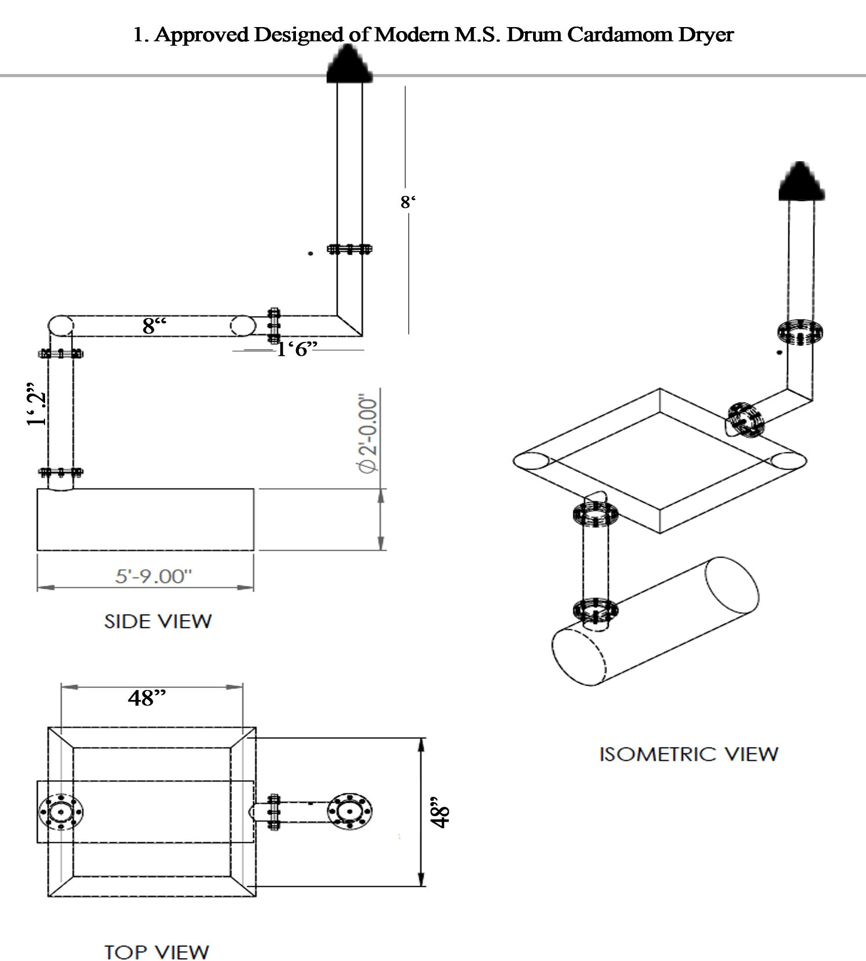 1. Approved Designed of Modern M.S. Drum Cardamom Dryer
8‘
8“
1‘6”
1‘.2”
Ø2'-0.00"
5'-9.00"
SIDE VIEW
48”
48”
ISOMETRIC VIEW
TOP VIEW